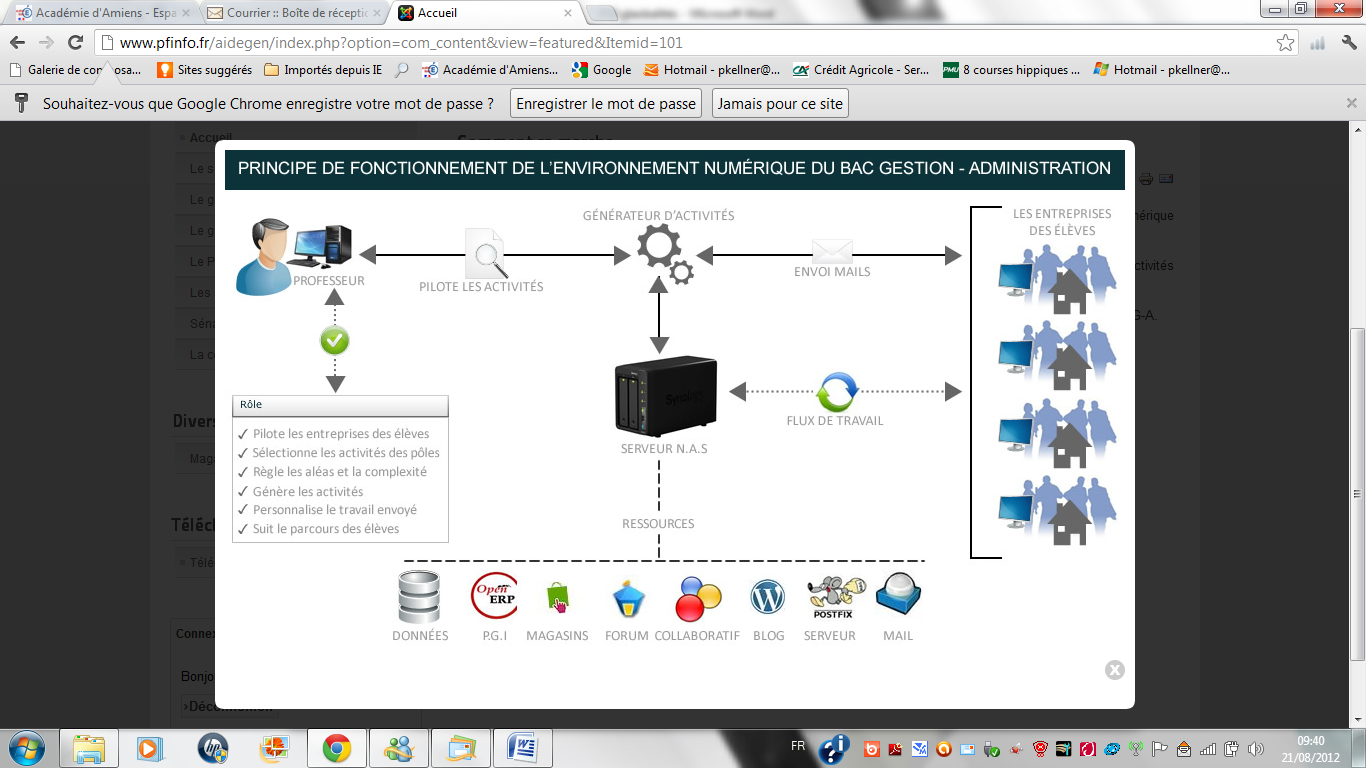 Académie d'Amiens - Espa
Courrier :: Boîte de réceptio
Accueil
www.pfinfo.fr/aidegen/index.php?option=com_content&view=featured&Itemid=101
Sites suggérés
Importés depuis IE
Académie d'Amiens...
Google
Hotmail - pkellner@...
Crédit Agricole - Ser...
8 courses hippiques ...
Hotmail - pkellner@...
Souhaitez-vous que Google Chrome enregistre votre mot de passe ?
Enregistrer le mot de passe
Jamais pour ce site
Accueil
PRINCIPE DE FONCTIONNEMENT DE L'ENVIRONNEMENT NUMÉRIQUE DU BAC GESTION - ADMINISTRATION
GÉNÉRATEUR D'ACTIVITÉS
LES ENTREPRISES
DES ÉLÈVES
PROFESSEUR
PILOTE LES ACTIVITÉS
ENVOI MAILS
Rôle
✓ Pilote les entreprises des élèves
✓ Sélectionne les activités des pôles
✓ Règle les aléas et la complexité
✓ Génère les activités
✓ Personnalise le travail envoyé
✓ Suit le parcours des élèves
Synology
SERVEUR N.A.S
FLUX DE TRAVAIL
RESSOURCES
Open
ERP
POSTFIX
DONNÉES
P.G.I
MAGASINS
FORUM
COLLABORATIF
BLOG
SERVEUR
MAIL
FR
09:40
21/08/2012